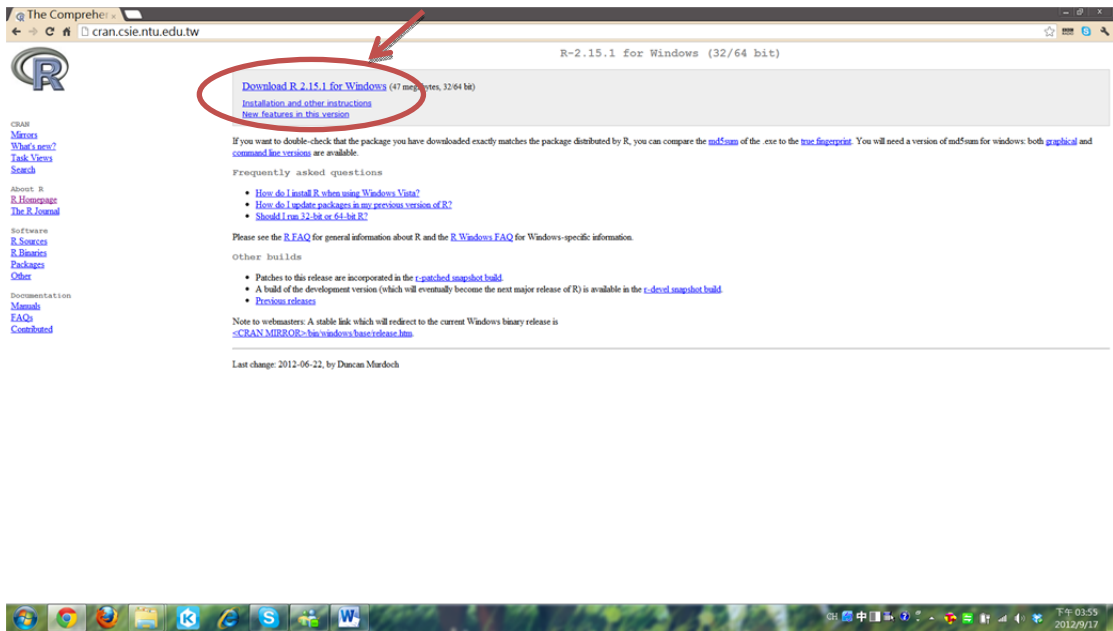 The Comprehe
cran.csie.ntu.edu.tw
R
CRAN
Mirrors
What's new?
Task Views
Search
About R
R Homepage
The R Journal
Software
R Sources
R Binaries
Packages
Other
Documentation
Manuals
FAQs
Contributed
R-2.15.1 for Windows (32/64 bit)
Download R 2.15.1 for Windows (47 megabytes, 32/64 bit)
Installation and other instructions
New features in this version
If you want to double-check that the package you have downloaded exactly matches the package distributed by R, you can compare the md5sum of the .exe to the true fingerprint. You will need a version of md5sum for windows: both graphical and
command line versions are available.
Frequently asked questions
How do I install R when using Windows Vista?
How do I update packages in my previous version of R?
Should I run 32-bit or 64-bit R?
Please see the R FAQ for general information about R and the R Windows FAQ for Windows-specific information.
Other builds
Patches to this release are incorporated in the r-patched snapshot build.
A build of the development version (which will eventually become the next major release of R) is available in the r-devel snapshot build.
Previous releases
Note to webmasters: A stable link which will redirect to the current Windows binary release is
<CRAN MIRROR>/bin/windows/base/release.htm.
Last change: 2012-06-22, by Duncan Murdoch
CH 中
下午 03:55
2012/9/17